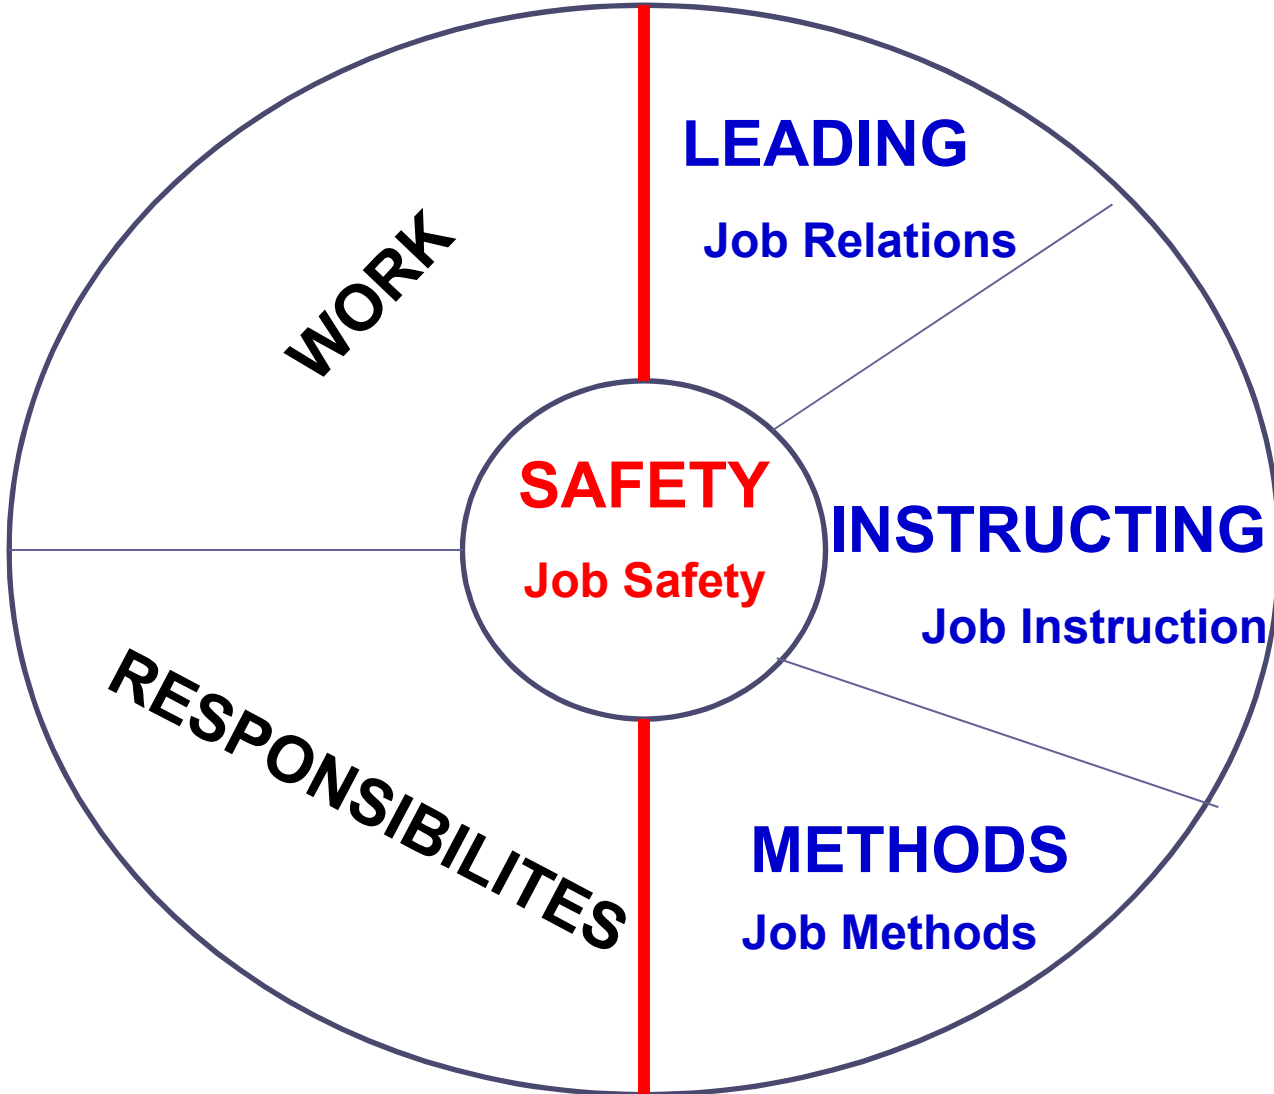 LEADING
Job Relations
WORK
SAFETY
Job Safety
INSTRUCTING
Job Instruction
RESPONSIBILITES
METHODS
Job Methods